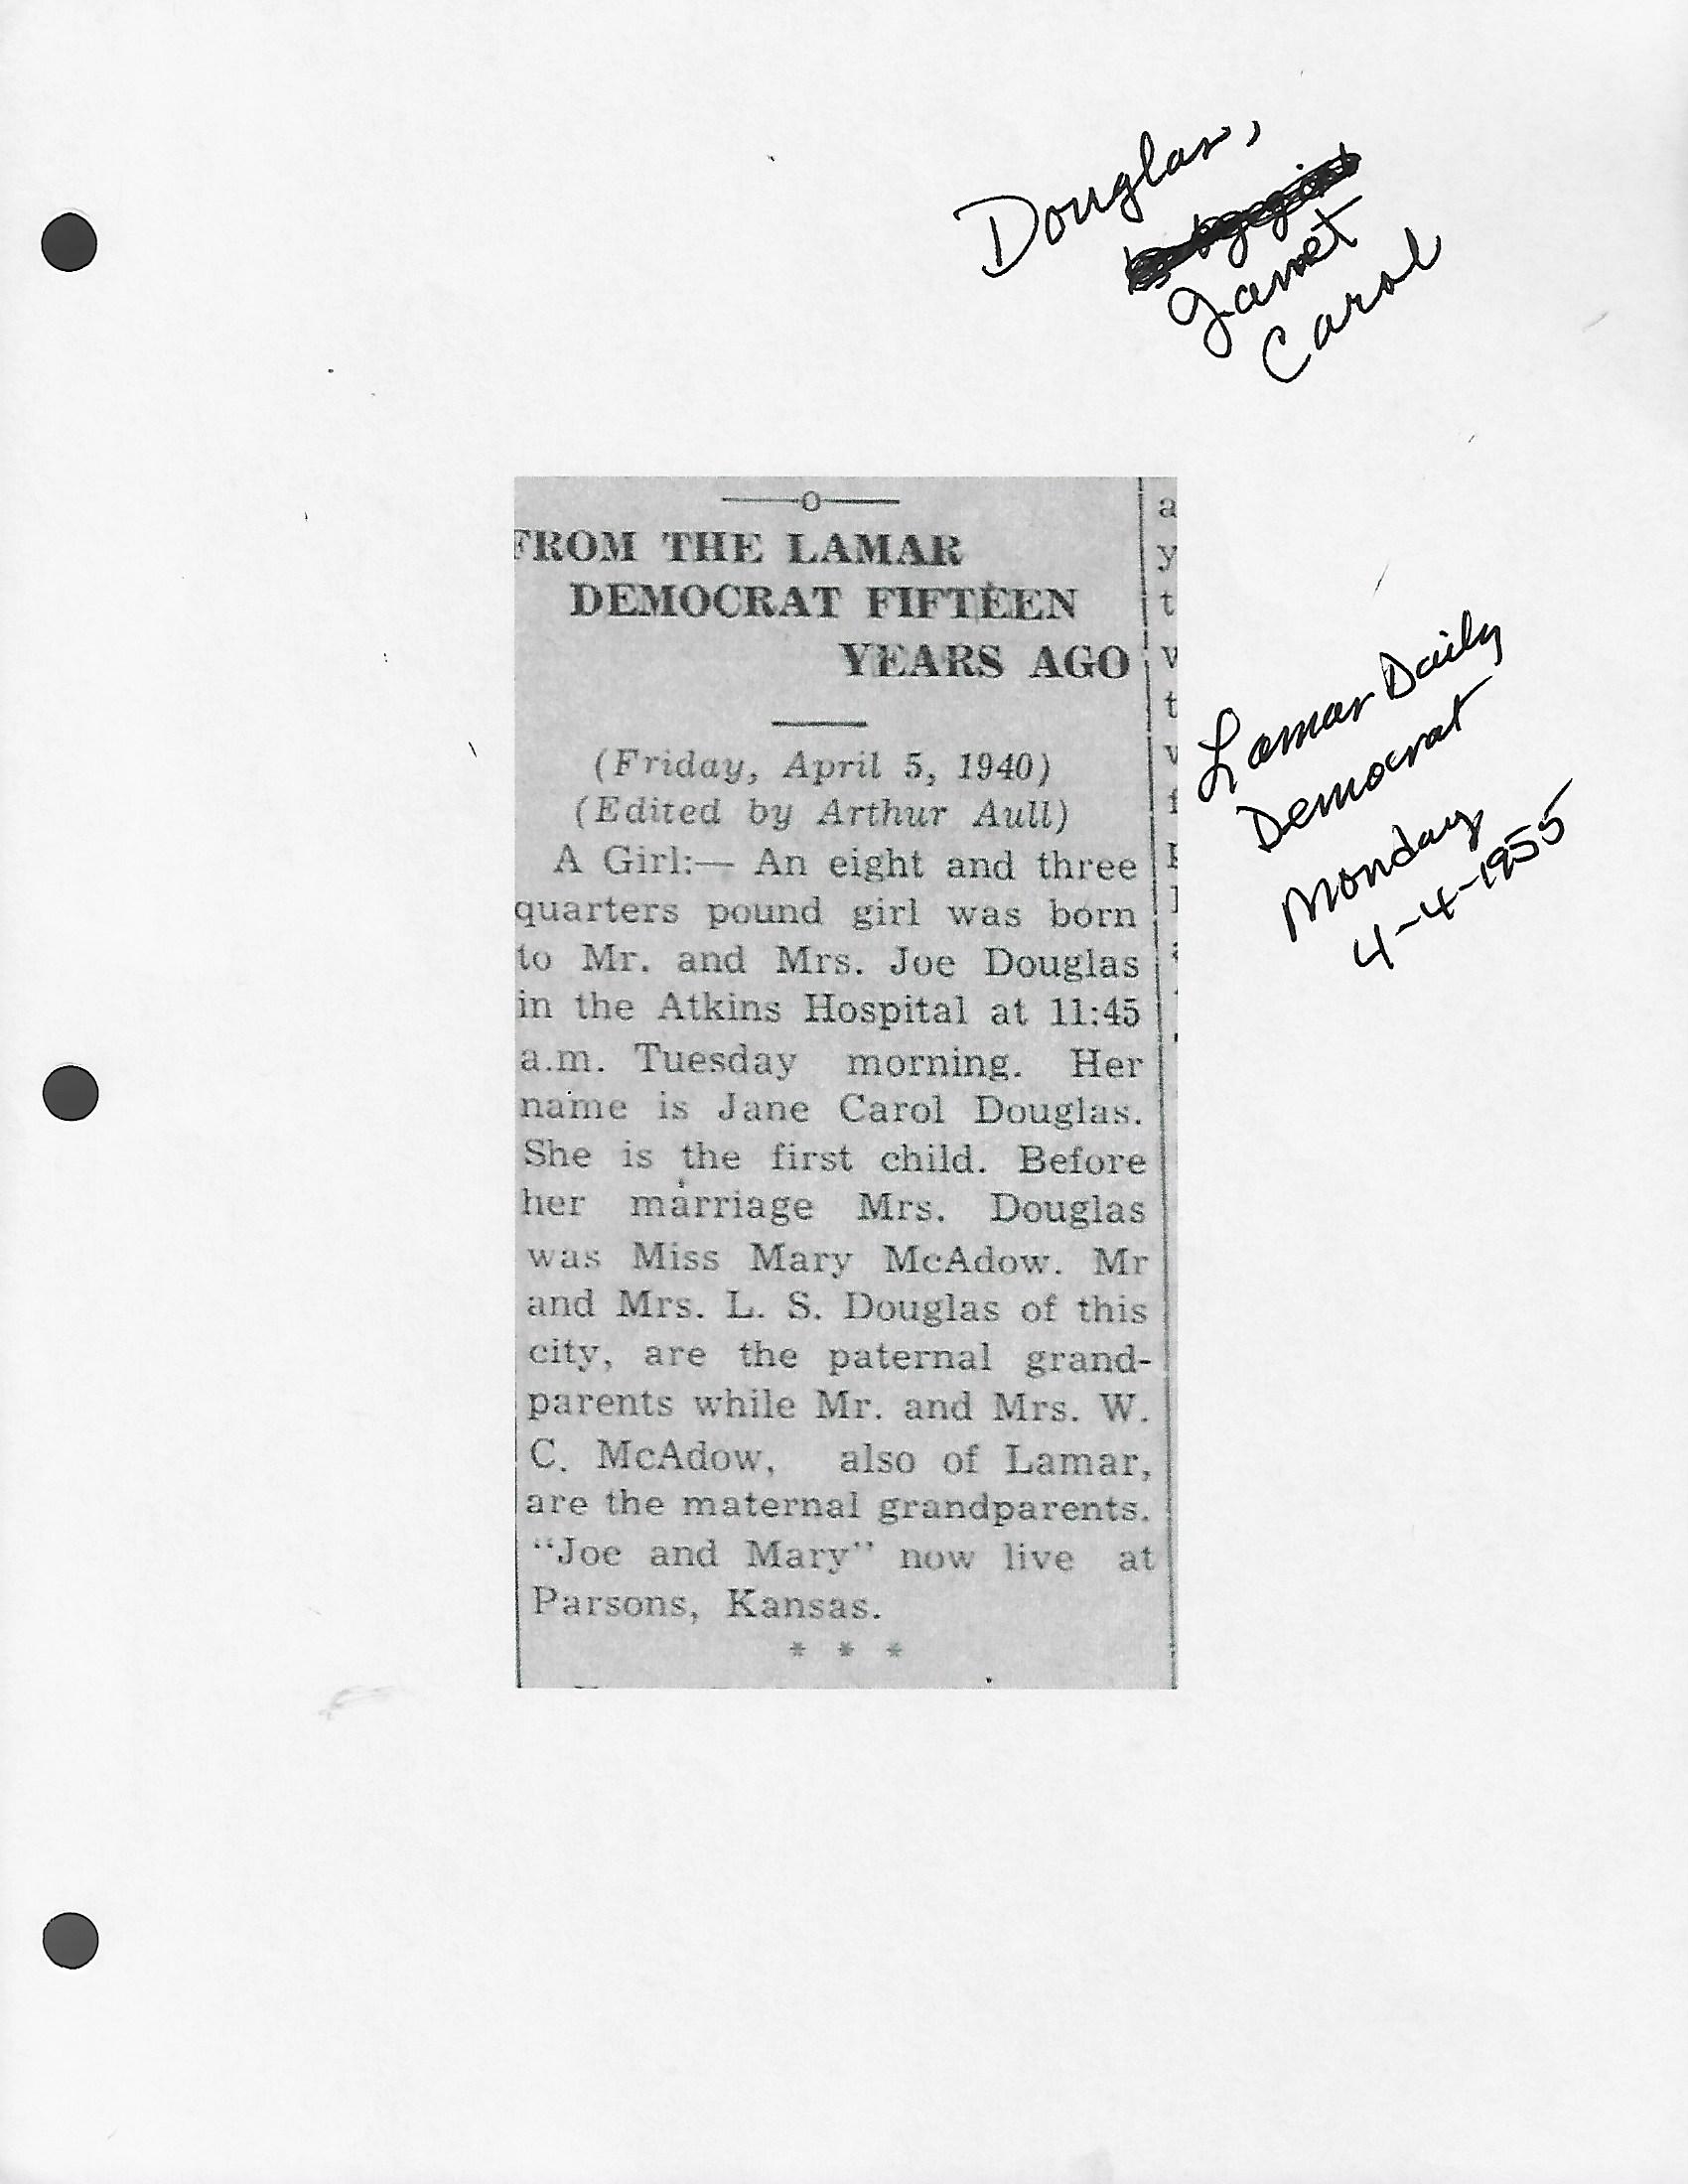 Douglas,
Janet
Carol
——o——
FROM THE LAMAR
DEMOCRAT FIFTEEN
YEARS AGO
(Friday, April 5, 1940)
(Edited by Arthur Aull)
A Girl:— An eight and three
quarters pound girl was born
to Mr. and Mrs. Joe Douglas
in the Atkins Hospital at 11:45
a.m. Tuesday morning. Her
name is Jane Carol Douglas.
She is the first child. Before
her marriage Mrs. Douglas
was Miss Mary McAdow. Mr
and Mrs. L. S. Douglas of this
city, are the paternal grand-
parents while Mr. and Mrs. W.
C. McAdow, also of Lamar,
are the maternal grandparents.
"Joe and Mary" now live at
Parsons, Kansas.
* * *
Lamar Daily
Democrat
Monday
4-4-1955